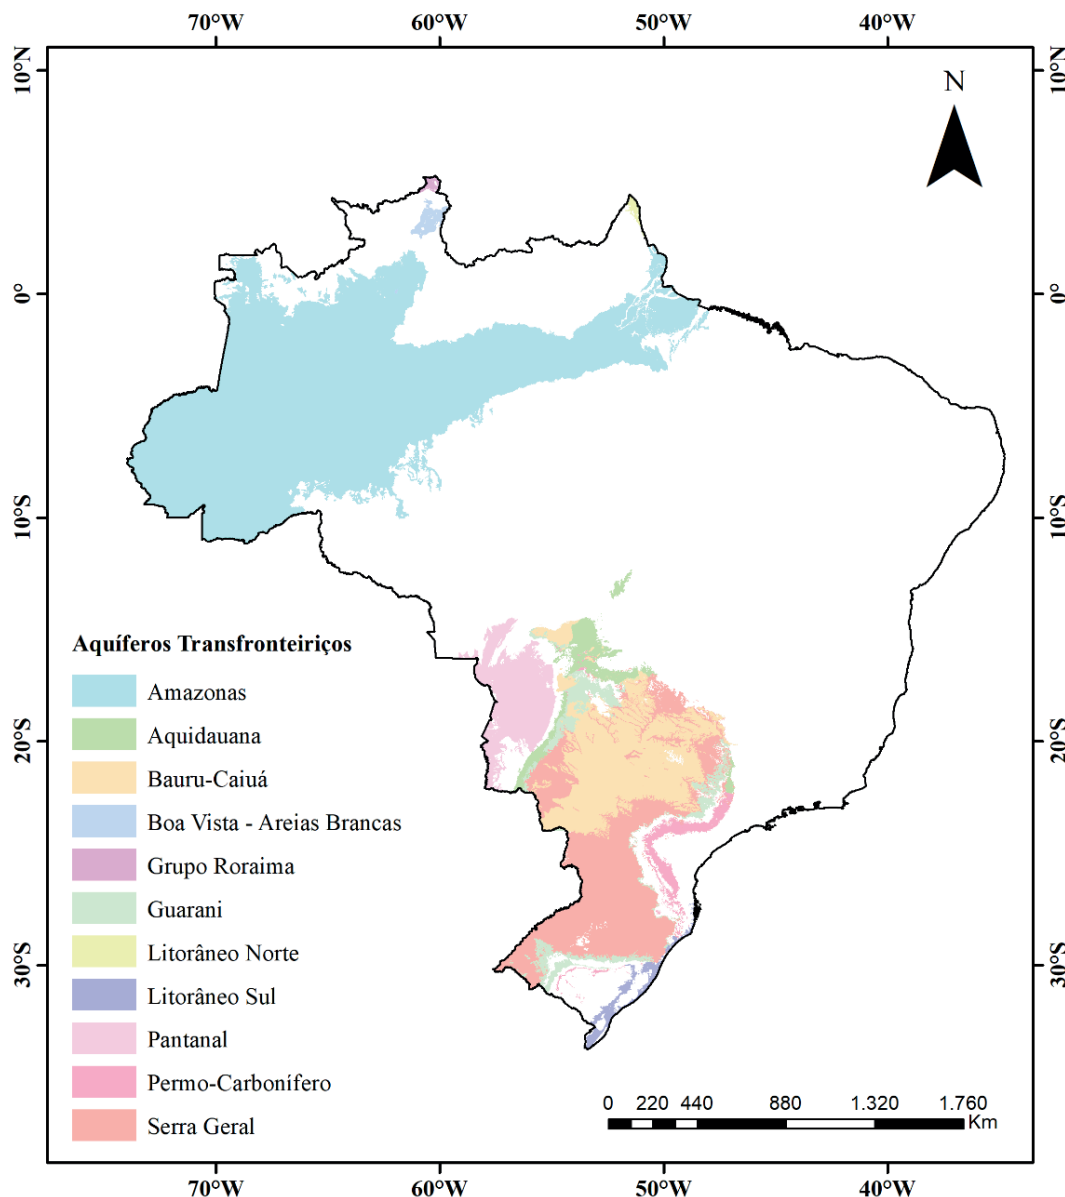 70°W 60°W 50°W 40°W
10°N 10°N
N
0° 0°
10°S 10°S
Aquíferos Transfronteiriços
Amazonas
Aquidauana
20°S 20°S
Bauru-Caiuá
Boa Vista - Areias Brancas
Grupo Roraima
Guarani
Litorâneo Norte
30°S 30°S
Litorâneo Sul
Pantanal
Permo-Carbonífero
0 220 440 880 1.320 1.760
Km
Serra Geral
70°W 60°W 50°W 40°W